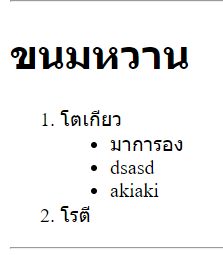 ขนมหวาน
1. โตเกียว
• มาการอง
• dsasd
• akiaki
2. โรตี